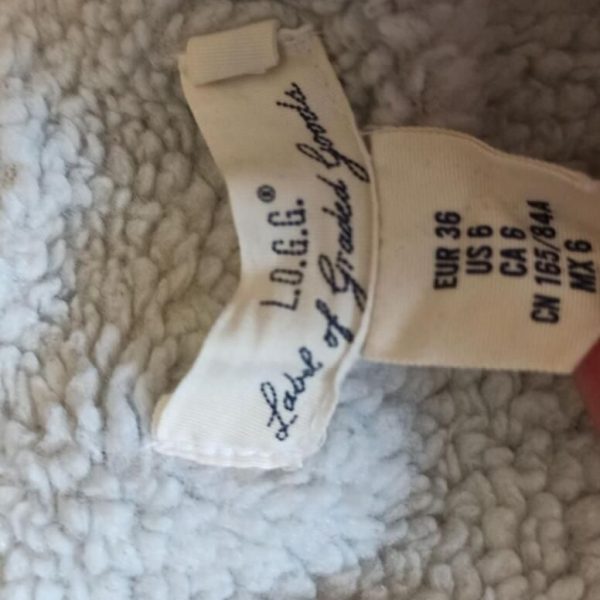 L.O.G.G.®
Label of Graded Goods
EUR 36
US 6
CA 6
CN 165/84A
MX 6